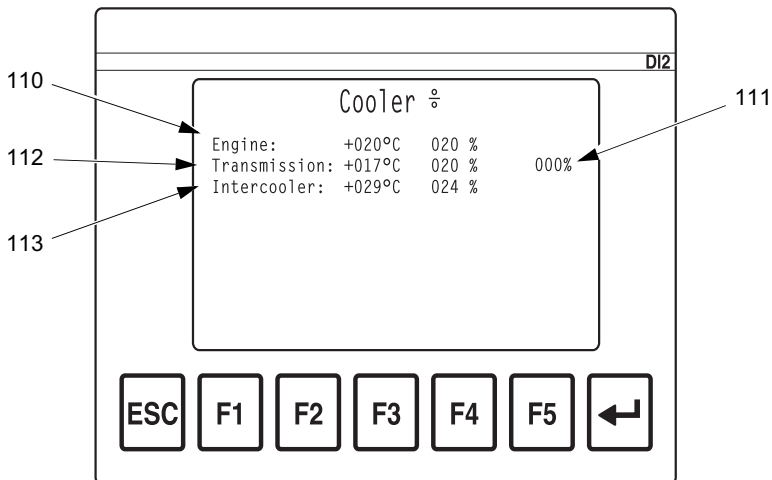 DI2
110
111
Cooler ÷
Engine: +020°C 020 %
112
Transmission: +017°C 020 % 000%
Intercooler: +029°C 024 %
113
ESC F1 F2 F3 F4 F5